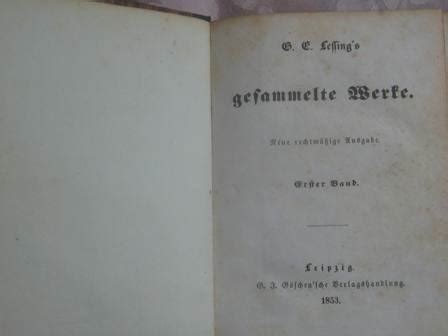 G. E. Lessing's
gesammelte Werke.
Neue rechtmäßige Ausgabe.
Erster Band.
Leipzig.
G. J. Göschen'sche Verlagshandlung.
1853.